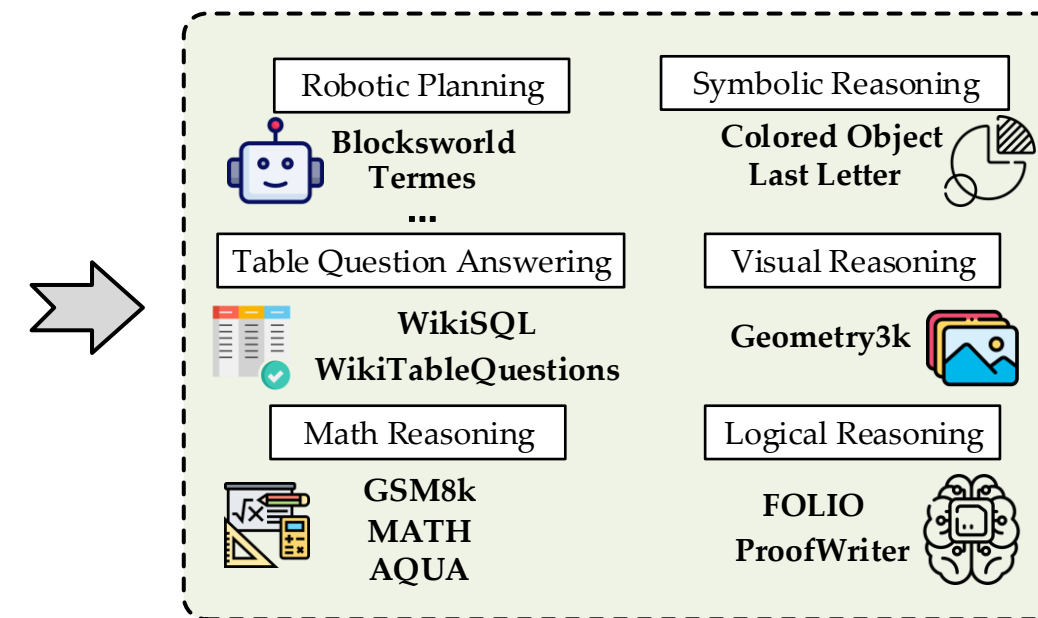 Robotic Planning
Blocksworld
Termes
...
Symbolic Reasoning
Colored Object
Last Letter
Table Question Answering
WikiSQL
WikiTableQuestions
Visual Reasoning
Geometry3k
Math Reasoning
√x
GSM8k
MATH
AQUA
Logical Reasoning
FOLIO
ProofWriter